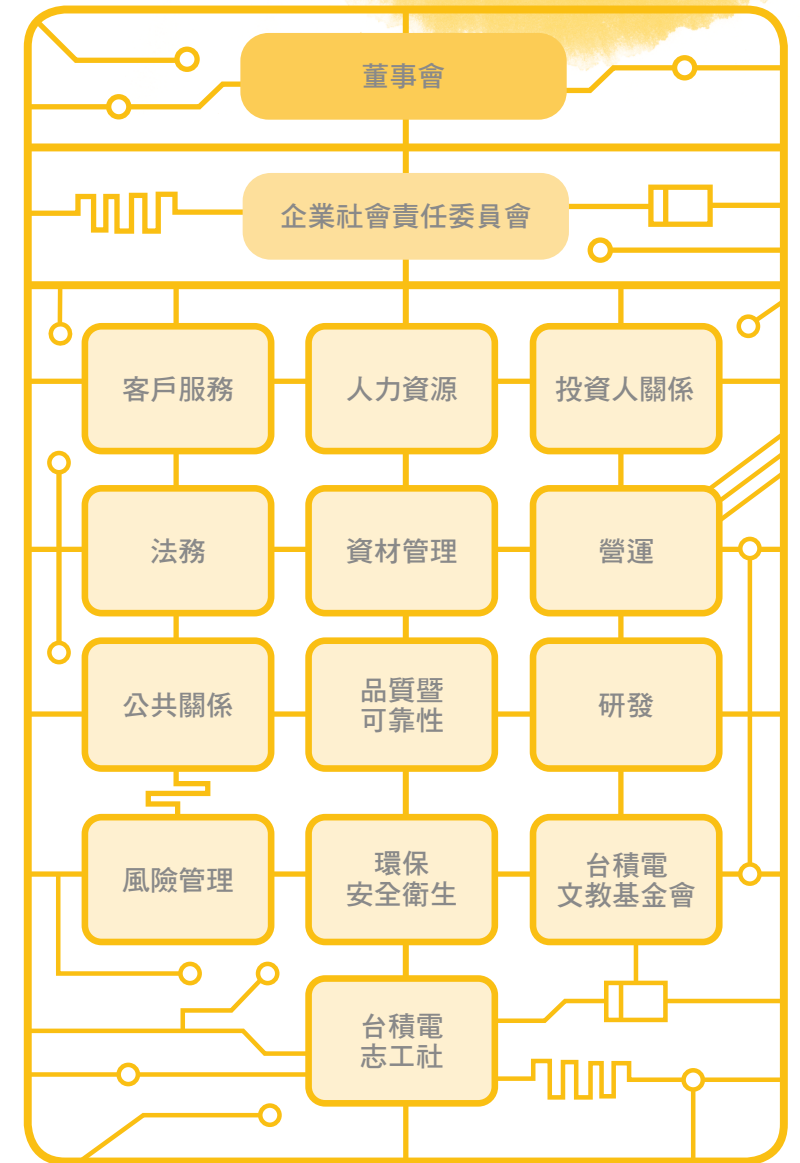 董事會
企業社會責任委員會
客戶服務
人力資源
投資人關係
法務
資材管理
營運
公共關係
品質暨
可靠性
研發
風險管理
環保
安全衛生
台積電
文教基金會
台積電
志工社